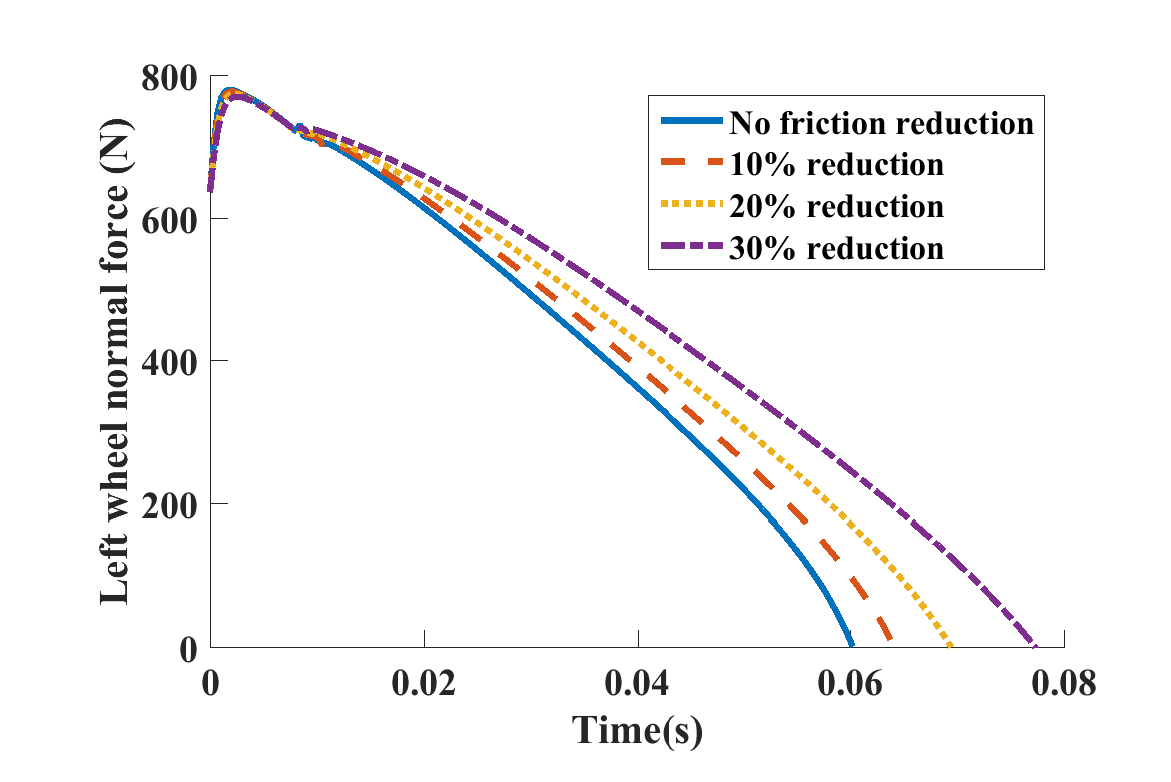 800
600
400
200
0
Left wheel normal force (N)
No friction reduction
10% reduction
20% reduction
30% reduction
0 0.02 0.04 0.06 0.08
Time(s)